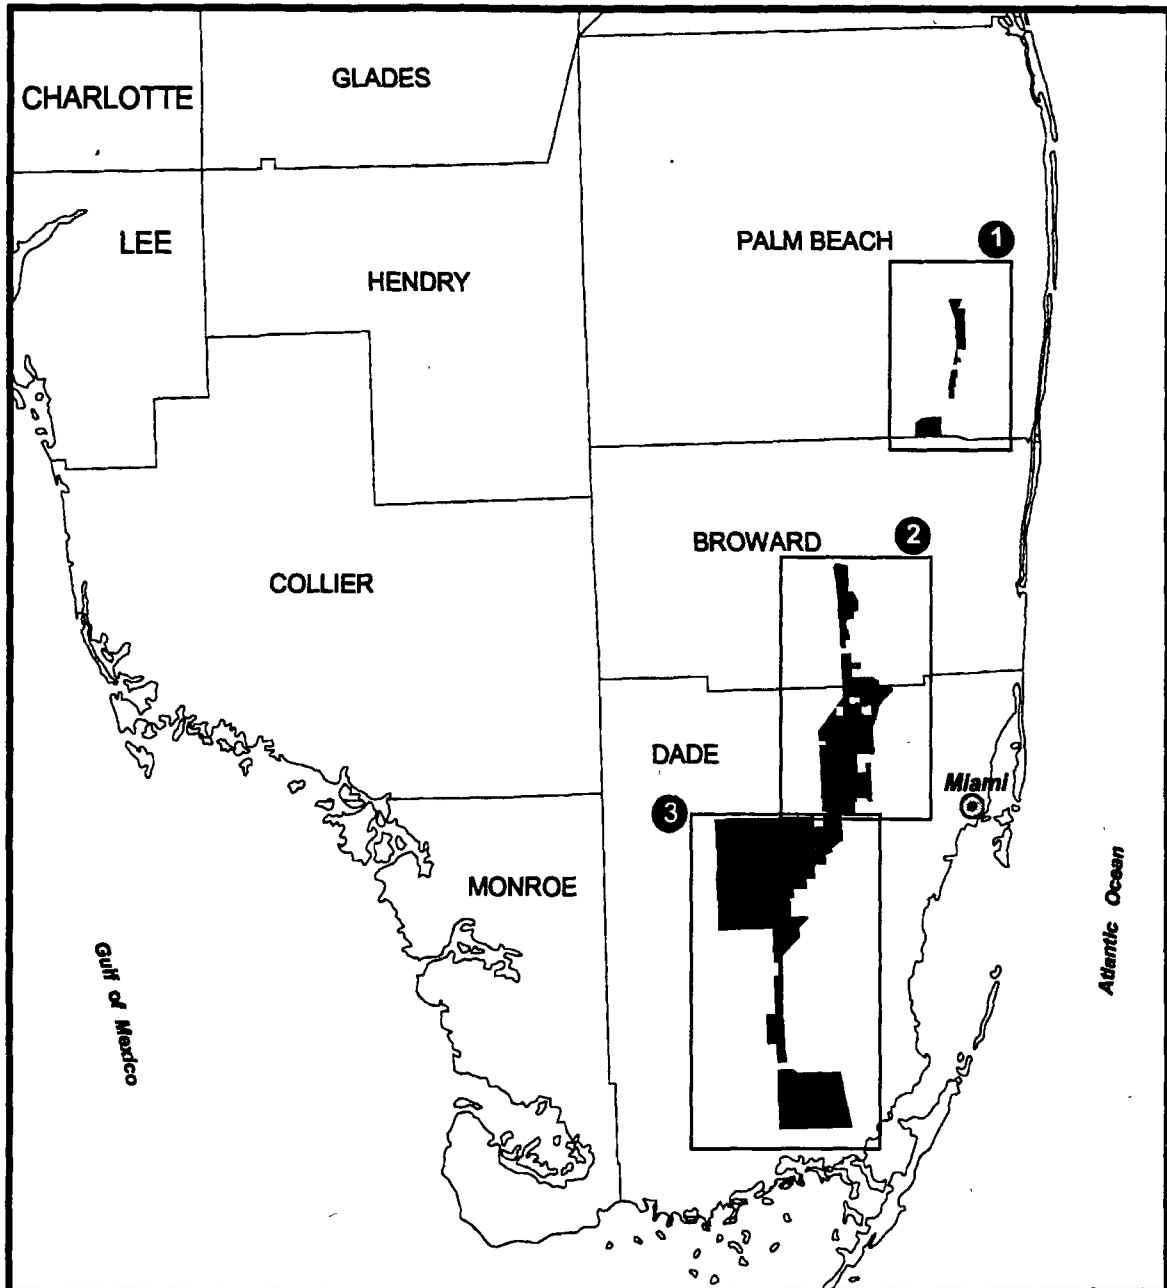 GLADES
CHARLOTTE
LEE
PALM BEACH
1
HENDRY
2
BROWARD
COLLIER
DADE
Miami
3
MONROE
Atlantic Ocean
Gulf of Mexico